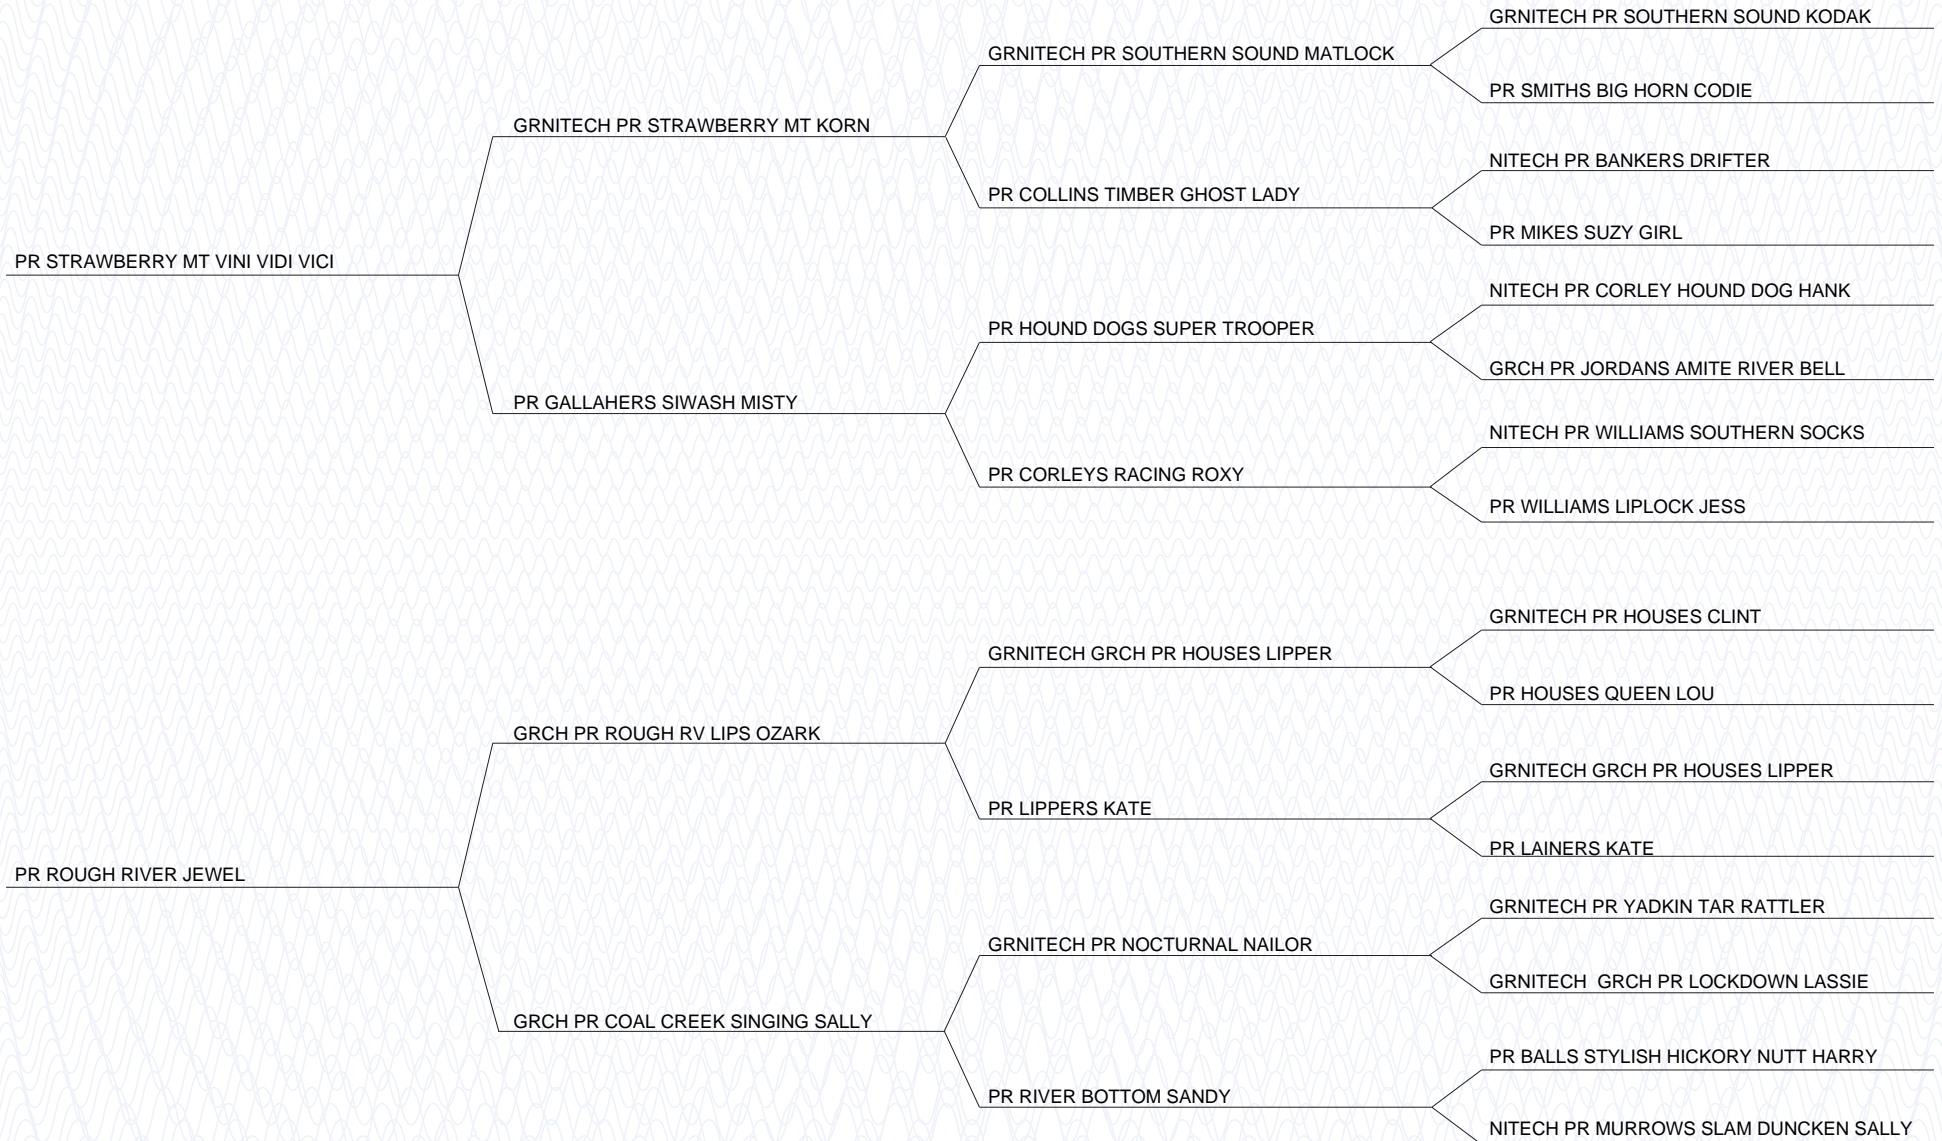 GRNITECH PR SOUTHERN SOUND KODAK
GRNITECH PR SOUTHERN SOUND MATLOCK
PR SMITHS BIG HORN CODIE
GRNITECH PR STRAWBERRY MT KORN
NITECH PR BANKERS DRIFTER
PR COLLINS TIMBER GHOST LADY
PR MIKES SUZY GIRL
PR STRAWBERRY MT VINI VIDI VICI
NITECH PR CORLEY HOUND DOG HANK
PR HOUND DOGS SUPER TROOPER
GRCH PR JORDANS AMITE RIVER BELL
PR GALLAHERS SIWASH MISTY
NITECH PR WILLIAMS SOUTHERN SOCKS
PR CORLEYS RACING ROXY
PR WILLIAMS LIPLOCK JESS
GRNITECH PR HOUSES CLINT
GRNITECH GRCH PR HOUSES LIPPER
PR HOUSES QUEEN LOU
GRCH PR ROUGH RV LIPS OZARK
GRNITECH GRCH PR HOUSES LIPPER
PR LIPPERS KATE
PR LAINERS KATE
PR ROUGH RIVER JEWEL
GRNITECH PR YADKIN TAR RATTLER
GRNITECH PR NOCTURNAL NAILOR
GRNITECH  GRCH PR LOCKDOWN LASSIE
GRCH PR COAL CREEK SINGING SALLY
PR BALLS STYLISH HICKORY NUTT HARRY
PR RIVER BOTTOM SANDY
NITECH PR MURROWS SLAM DUNCKEN SALLY